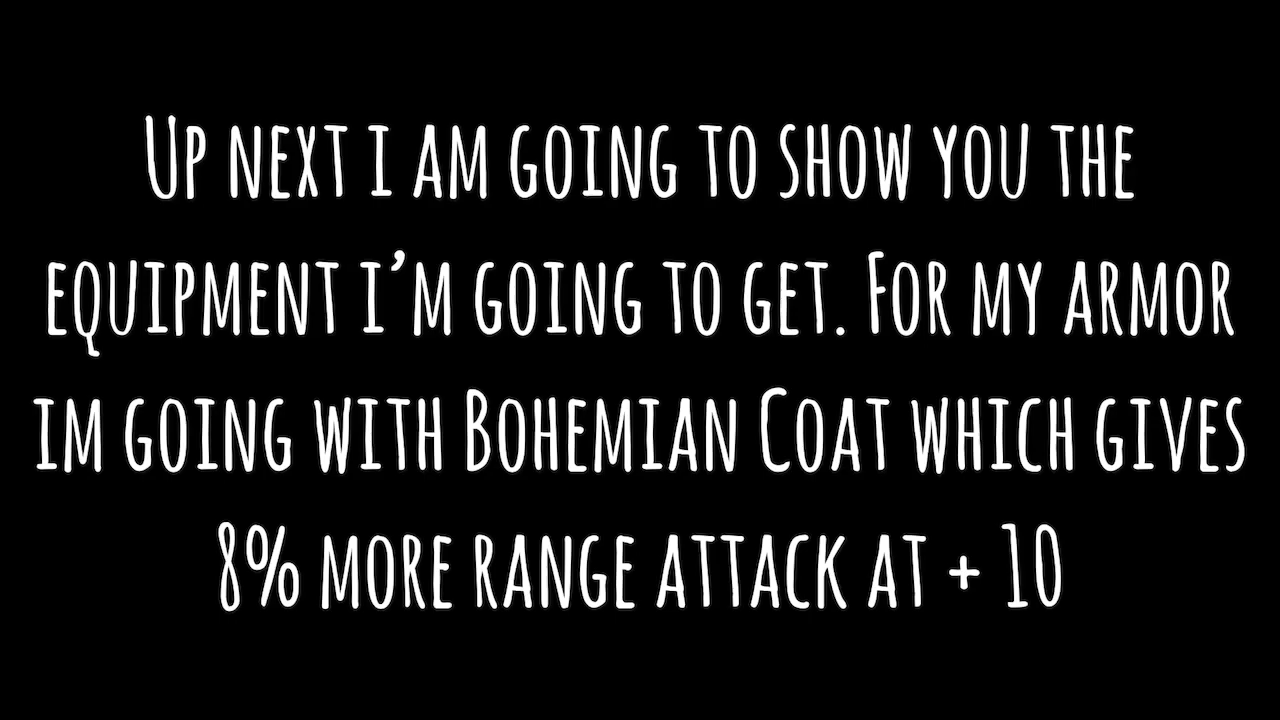 Up next i am going to show you the
equipment i’m going to get. For my armor
im going with Bohemian Coat which gives
8% more range attack at + 10